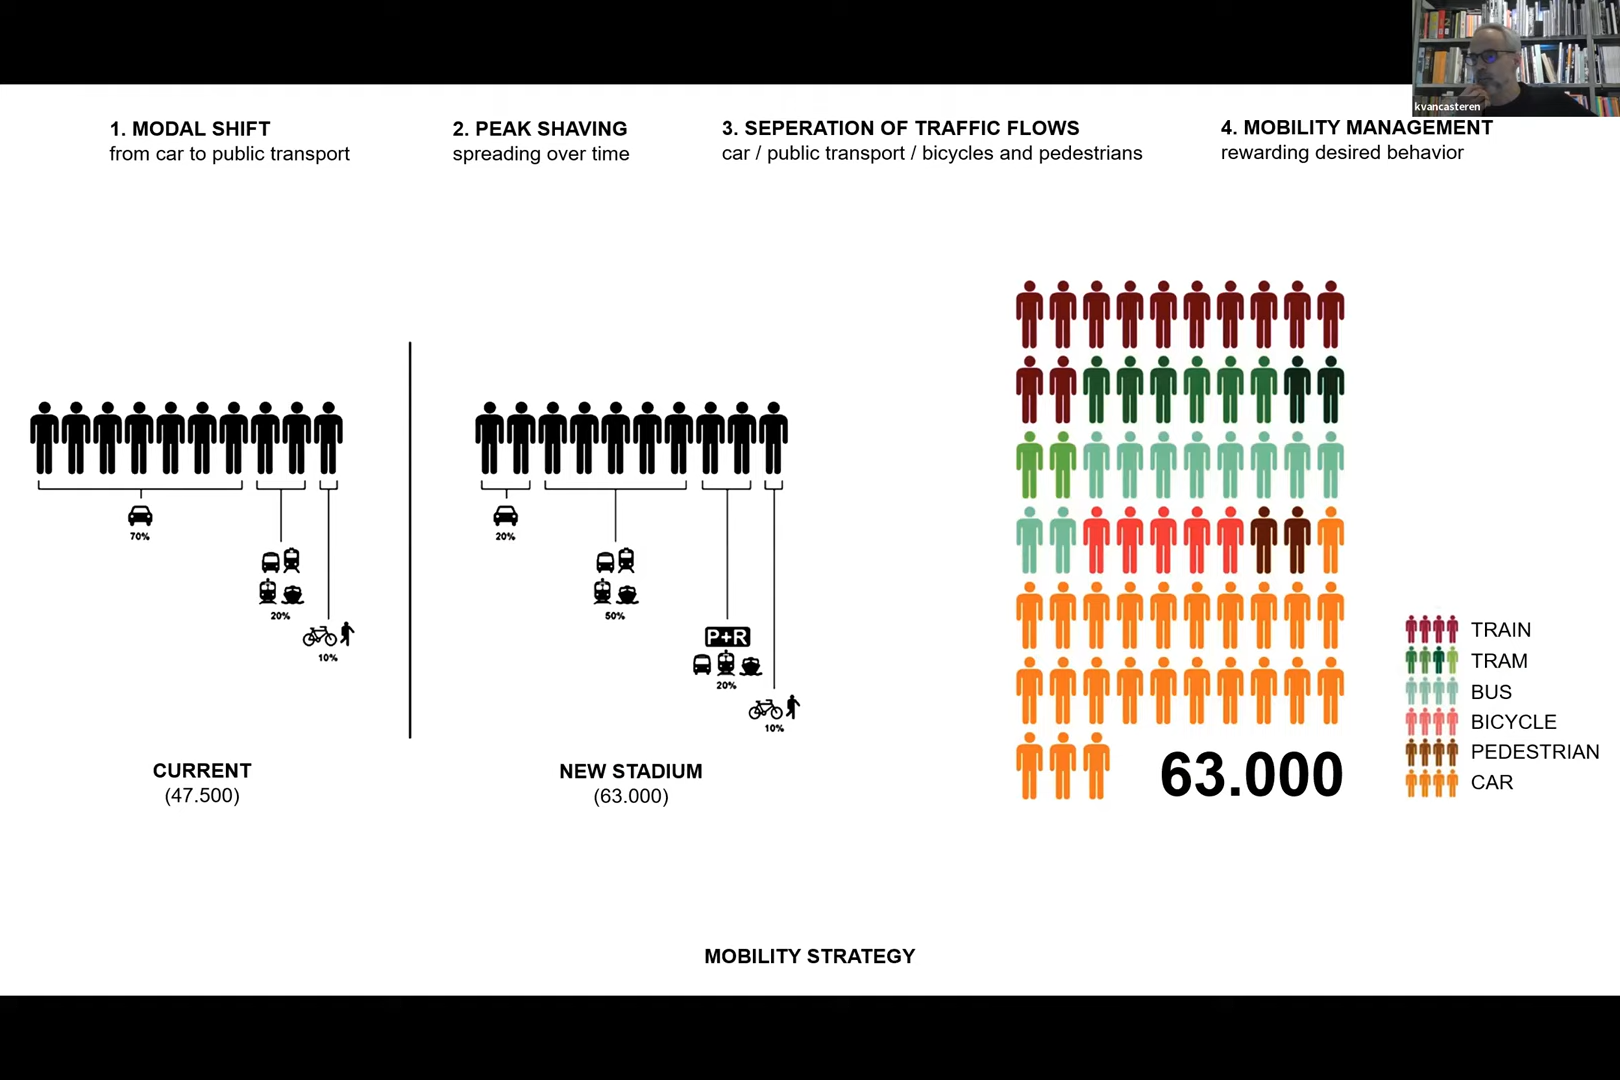 kvancasteren
1. MODAL SHIFT
from car to public transport
2. PEAK SHAVING
spreading over time
3. SEPERATION OF TRAFFIC FLOWS
car / public transport / bicycles and pedestrians
4. MOBILITY MANAGEMENT
rewarding desired behavior
70%
20%
10%
CURRENT
(47.500)
20%
50%
P+R
20%
10%
NEW STADIUM
(63.000)
63.000
TRAIN
TRAM
BUS
BICYCLE
PEDESTRIAN
CAR
MOBILITY STRATEGY